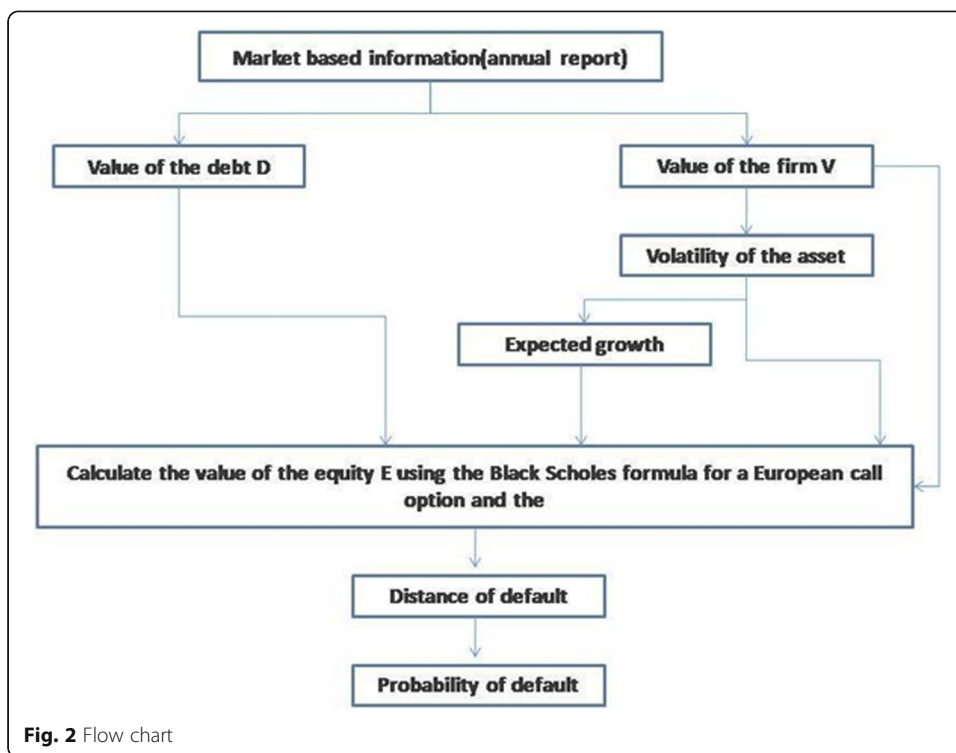 Market based information(annual report)
Value of the debt D
Value of the firm V
Volatility of the asset
Expected growth
Calculate the value of the equity E using the Black Scholes formula for a European call
option and the
Distance of default
Probability of default
Fig. 2 Flow chart